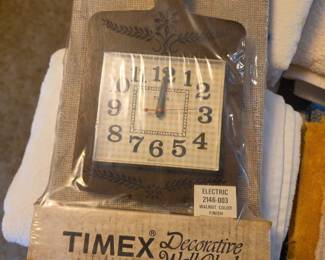 11 12 1
10 2
9 3
8 4
7 6 5
ELECTRIC
2146-003
WALNUT COLOR
FINISH
TIMEX® Decorative
Wall Clock